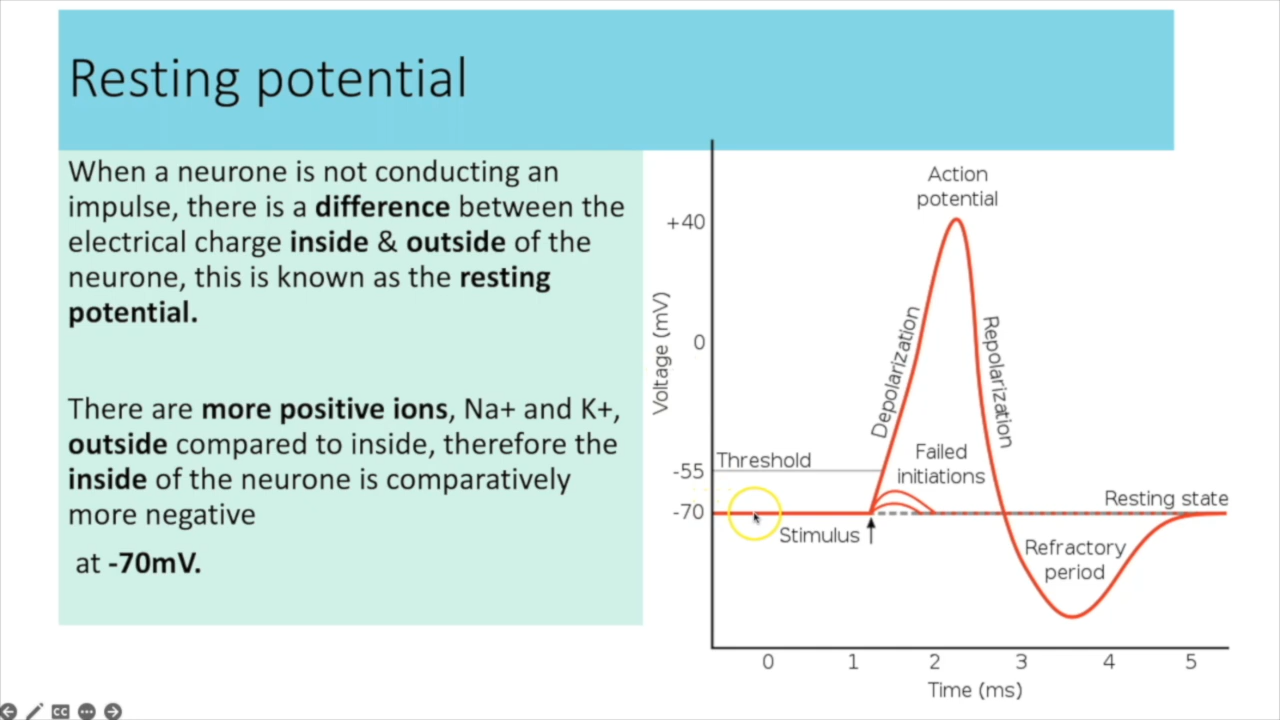 Resting potential
When a neurone is not conducting an
impulse, there is a difference between the
electrical charge inside & outside of the
neurone, this is known as the resting
potential.
There are more positive ions, Na+ and K+,
outside compared to inside, therefore the
inside of the neurone is comparatively
more negative
at -70mV.
Action
potential
+40
Voltage (mV)
0
Depolarization
Repolarization
Failed
initiations
Threshold
-55
-70
Resting state
Stimulus
Refractory
period
0 1 2 3 4 5
Time (ms)
CC